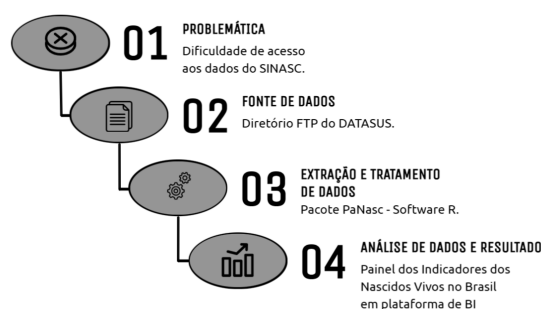 01
PROBLEMÁTICA
Dificuldade de acesso
aos dados do SINASC.
02
FONTE DE DADOS
Diretório FTP do DATASUS.
03
EXTRAÇÃO E TRATAMENTO
DE DADOS
Pacote PaNasc - Software R.
04
ANÁLISE DE DADOS E RESULTADO
Painel dos Indicadores dos
Nascidos Vivos no Brasil
em plataforma de BI